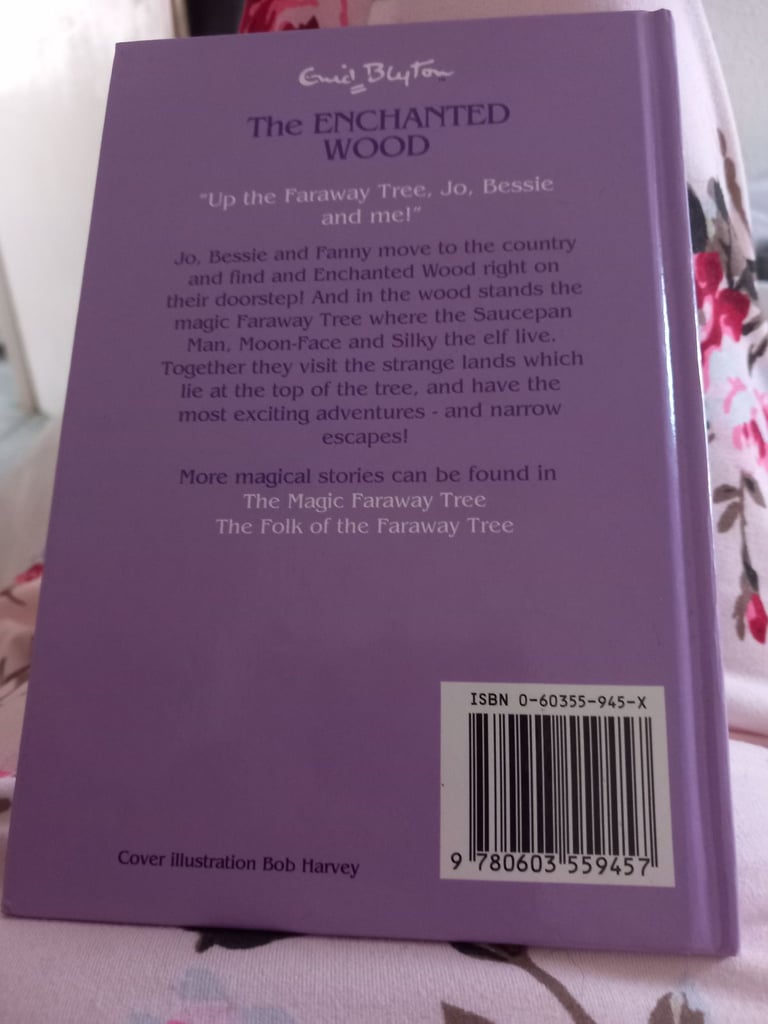 Enid Blyton
The ENCHANTED
WOOD
"Up the Faraway Tree, Jo, Bessie
and me!"
Jo, Bessie and Fanny move to the country
and find and Enchanted Wood right on
their doorstep! And in the wood stands the
magic Faraway Tree where the Saucepan
Man, Moon-Face and Silky the elf live.
Together they visit the strange lands which
lie at the top of the tree, and have the
most exciting adventures - and narrow
escapes!
More magical stories can be found in
The Magic Faraway Tree
The Folk of the Faraway Tree
ISBN 0-60355-945-X
9 780603 559457
Cover illustration Bob Harvey